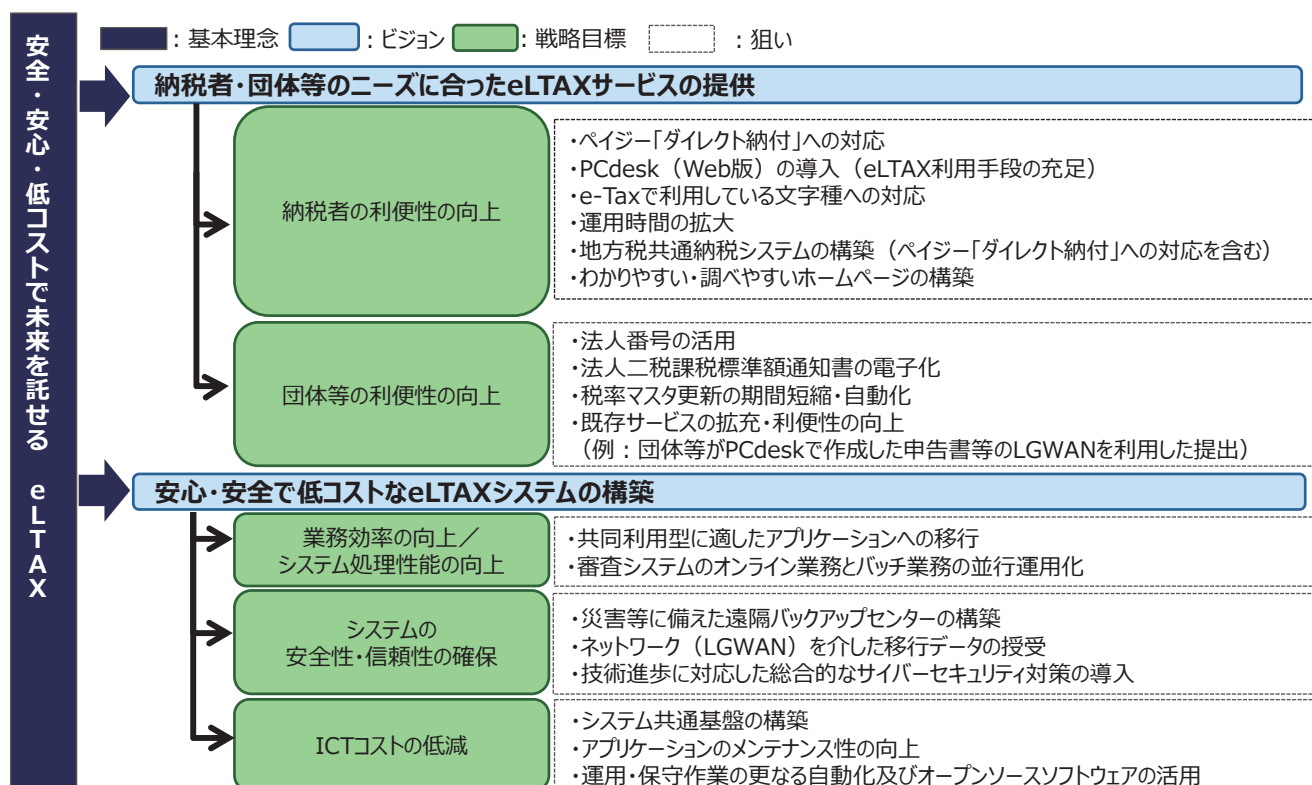 ：基本理念 ：ビジョン ：戦略目標 ：狙い
安全・安心・低コストで未来を託せる eLTAX
納税者・団体等のニーズに合ったeLTAXサービスの提供
納税者の利便性の向上
・ペイジー「ダイレクト納付」への対応
・PCdesk（Web版）の導入（eLTAX利用手段の充足）
・e-Taxで利用している文字種への対応
・運用時間の拡大
・地方税共通納税システムの構築（ペイジー「ダイレクト納付」への対応を含む）
・わかりやすい・調べやすいホームページの構築
団体等の利便性の向上
・法人番号の活用
・法人二税課税標準額通知書の電子化
・税率マスタ更新の期間短縮・自動化
・既存サービスの拡充・利便性の向上
（例：団体等がPCdeskで作成した申告書等のLGWANを利用した提出）
安心・安全で低コストなeLTAXシステムの構築
業務効率の向上／
システム処理性能の向上
・共同利用型に適したアプリケーションへの移行
・審査システムのオンライン業務とバッチ業務の並行運用化
システムの
安全性・信頼性の確保
・災害等に備えた遠隔バックアップセンターの構築
・ネットワーク（LGWAN）を介した移行データの授受
・技術進歩に対応した総合的なサイバーセキュリティ対策の導入
ICTコストの低減
・システム共通基盤の構築
・アプリケーションのメンテナンス性の向上
・運用・保守作業の更なる自動化及びオープンソースソフトウェアの活用